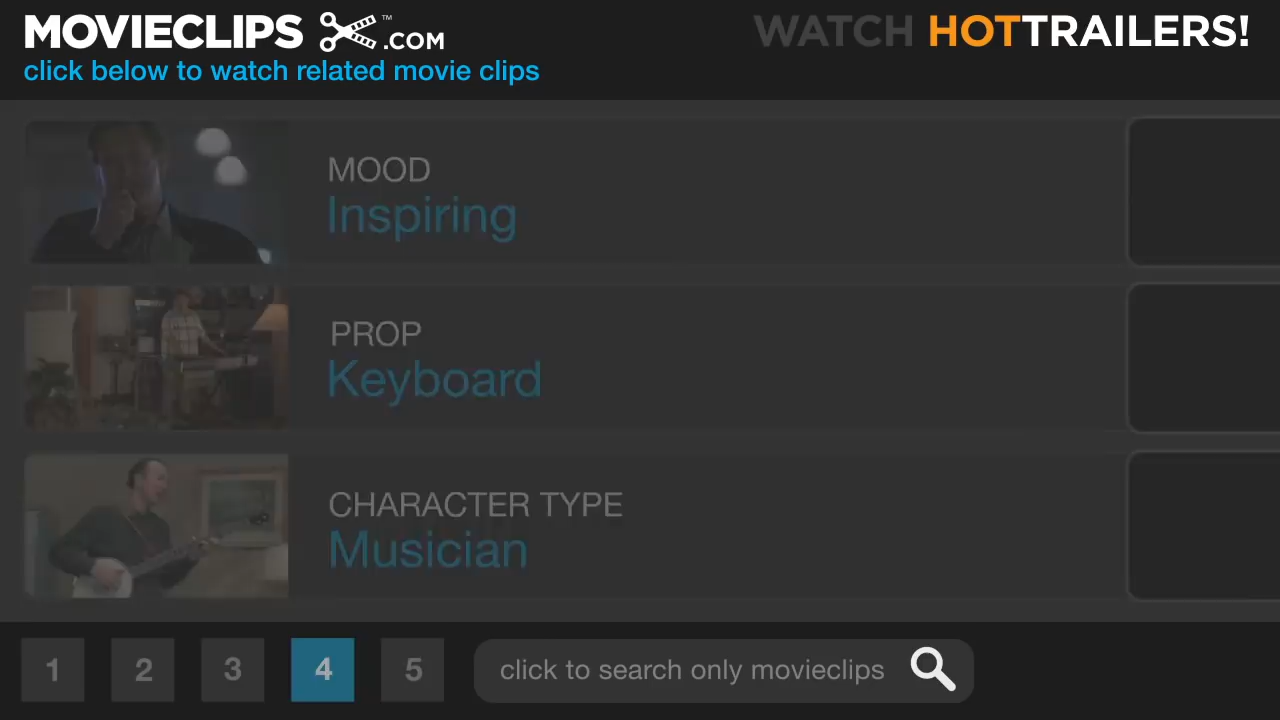 MOVIECLIPS ™ .COM
WATCH HOTTRAILERS!
click below to watch related movie clips
MOOD
Inspiring
PROP
Keyboard
CHARACTER TYPE
Musician
1 2 3 4 5
click to search only movieclips